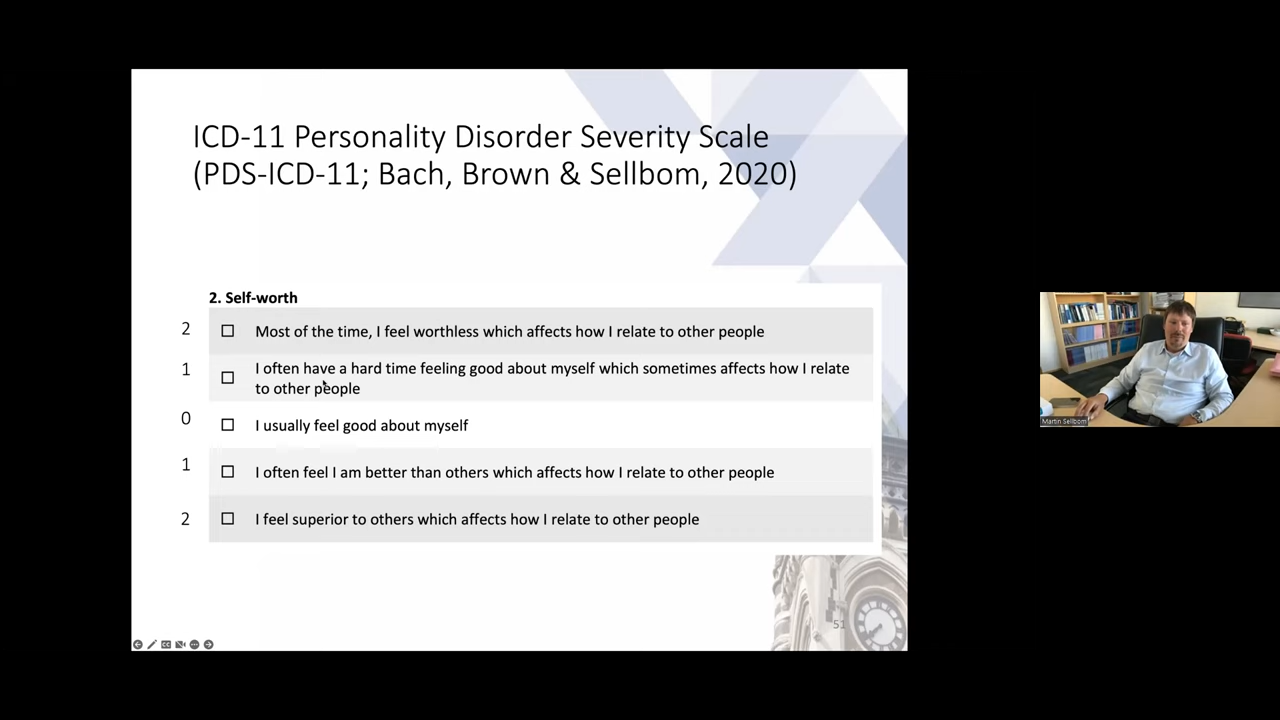 ICD-11 Personality Disorder Severity Scale
(PDS-ICD-11; Bach, Brown & Sellbom, 2020)
2. Self-worth
2 Most of the time, I feel worthless which affects how I relate to other people
1 I often have a hard time feeling good about myself which sometimes affects how I relate
to other people
0 I usually feel good about myself
1 I often feel I am better than others which affects how I relate to other people
2 I feel superior to others which affects how I relate to other people
51
Martin Sellbom